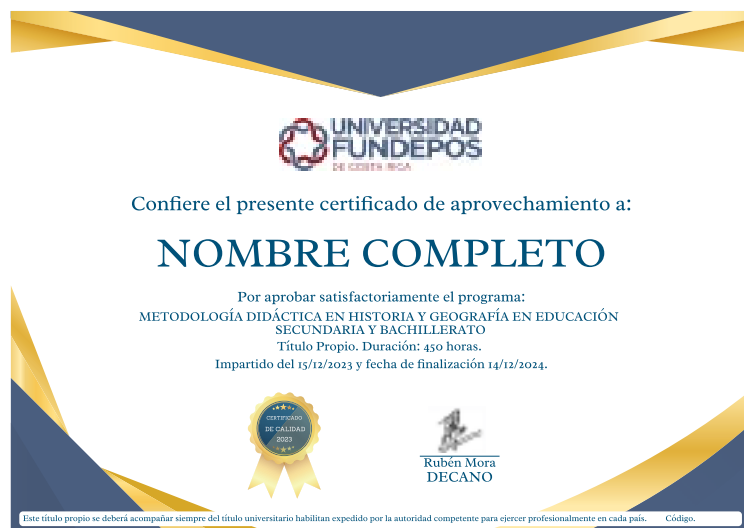 UNIVERSIDAD
FUNDEPOS
DE COSTA RICA
Confiere el presente certificado de aprovechamiento a:
NOMBRE COMPLETO
Por aprobar satisfactoriamente el programa:
METODOLOGÍA DIDÁCTICA EN HISTORIA Y GEOGRAFÍA EN EDUCACIÓN
SECUNDARIA Y BACHILLERATO
Título Propio. Duración: 450 horas.
Impartido del 15/12/2023 y fecha de finalización 14/12/2024.
CERTIFICADO
DE CALIDAD
2023
Rubén Mora
DECANO
Este título propio se deberá acompañar siempre del título universitario habilitan expedido por la autoridad competente para ejercer profesionalmente en cada país. Código.